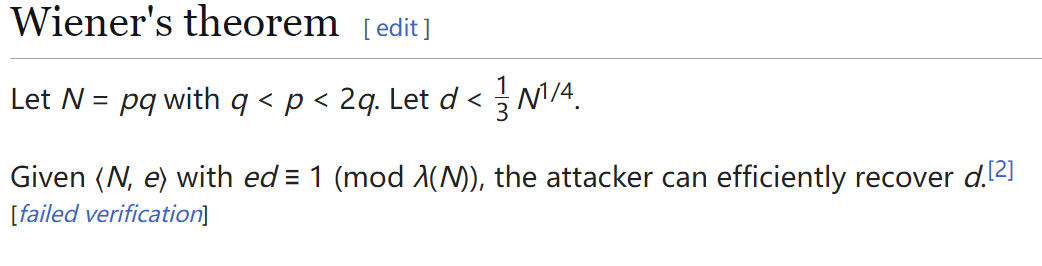 Wiener's theorem [ edit ]
Let N = pq with q < p < 2q. Let d < 1/3 N^1/4.
Given ⟨N, e⟩ with ed ≡ 1 (mod λ(N)), the attacker can efficiently recover d.[2]
[failed verification]